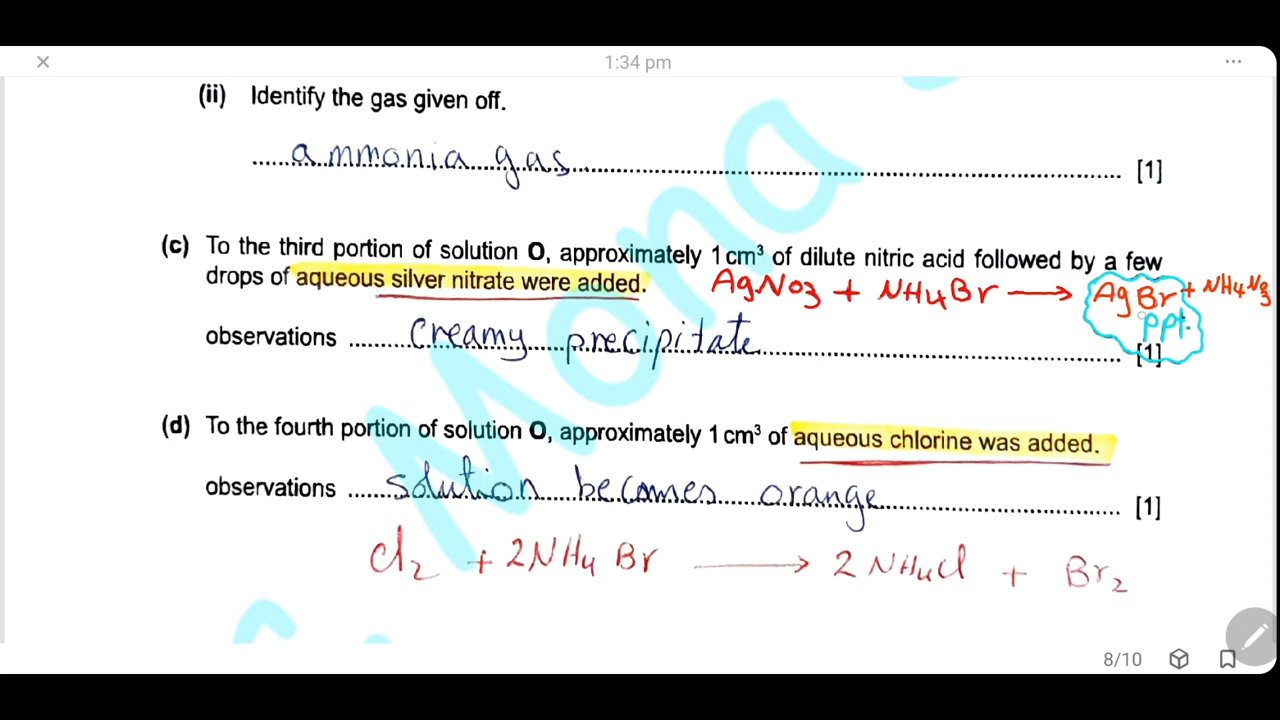 1:34 pm
(ii) Identify the gas given off.
ammonia gas [1]
(c) To the third portion of solution O, approximately 1 cm³ of dilute nitric acid followed by a few
drops of aqueous silver nitrate were added.
AgNO3 + NH4Br ⟶ AgBr + NH4N3
ppt.
observations creamy precipitate [1]
(d) To the fourth portion of solution O, approximately 1 cm³ of aqueous chlorine was added.
observations solution becomes orange [1]
Cl2 + 2NH4Br ⟶ 2NH4Cl + Br2
Mona
8/10